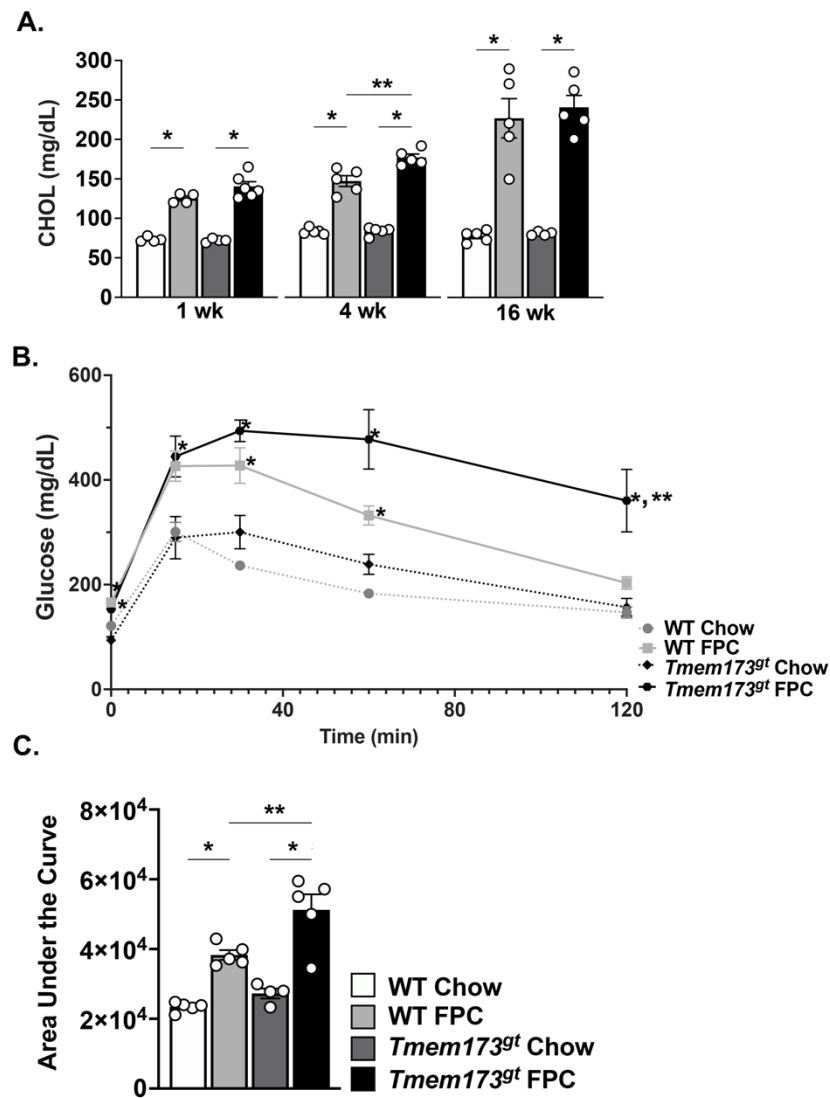 A.
* * * ** * * *
CHOL (mg/dL)
300
250
200
150
100
50
0
1 wk 4 wk 16 wk
B.
Glucose (mg/dL)
600
400
200
0
* * * * * * *,**
* *
0 40 80 120
Time (min)
WT Chow
WT FPC
Tmem173gt Chow
Tmem173gt FPC
C.
Area Under the Curve
8×10⁴
6×10⁴
4×10⁴
2×10⁴
0
* ** *
WT Chow
WT FPC
Tmem173gt Chow
Tmem173gt FPC